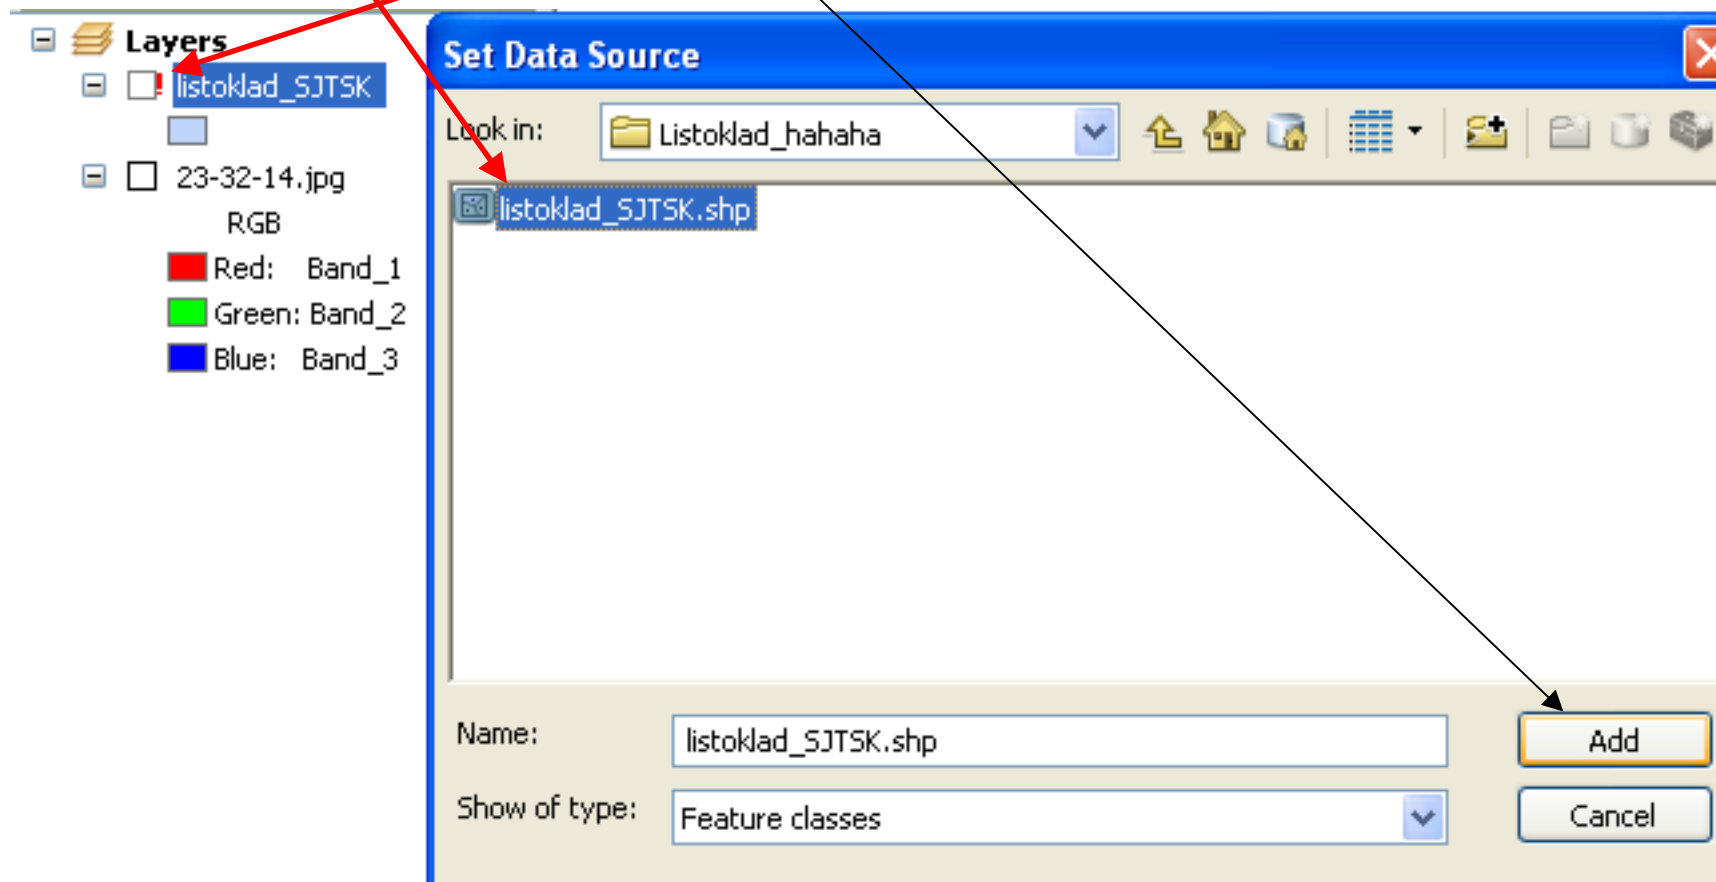 Layers
listoklad_SJTSK
23-32-14.jpg
RGB
Red: Band_1
Green: Band_2
Blue: Band_3
Set Data Source
Look in:
Listoklad_hahaha
listoklad_SJTSK.shp
Name:
listoklad_SJTSK.shp
Add
Show of type:
Feature classes
Cancel